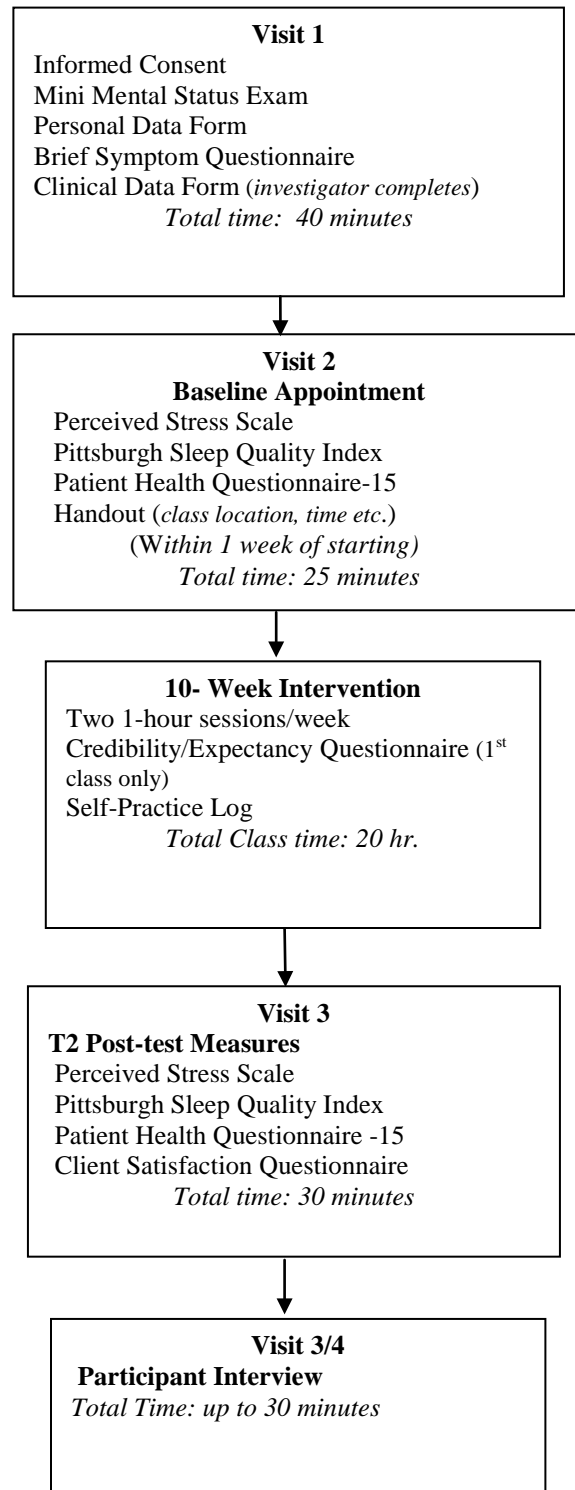 Visit 1
Informed Consent
Mini Mental Status Exam
Personal Data Form
Brief Symptom Questionnaire
Clinical Data Form (investigator completes)
Total time: 40 minutes
Visit 2
Baseline Appointment
Perceived Stress Scale
Pittsburgh Sleep Quality Index
Patient Health Questionnaire-15
Handout (class location, time etc.)
(Within 1 week of starting)
Total time: 25 minutes
10- Week Intervention
Two 1-hour sessions/week
Credibility/Expectancy Questionnaire (1st
class only)
Self-Practice Log
Total Class time: 20 hr.
Visit 3
T2 Post-test Measures
Perceived Stress Scale
Pittsburgh Sleep Quality Index
Patient Health Questionnaire -15
Client Satisfaction Questionnaire
Total time: 30 minutes
Visit 3/4
Participant Interview
Total Time: up to 30 minutes